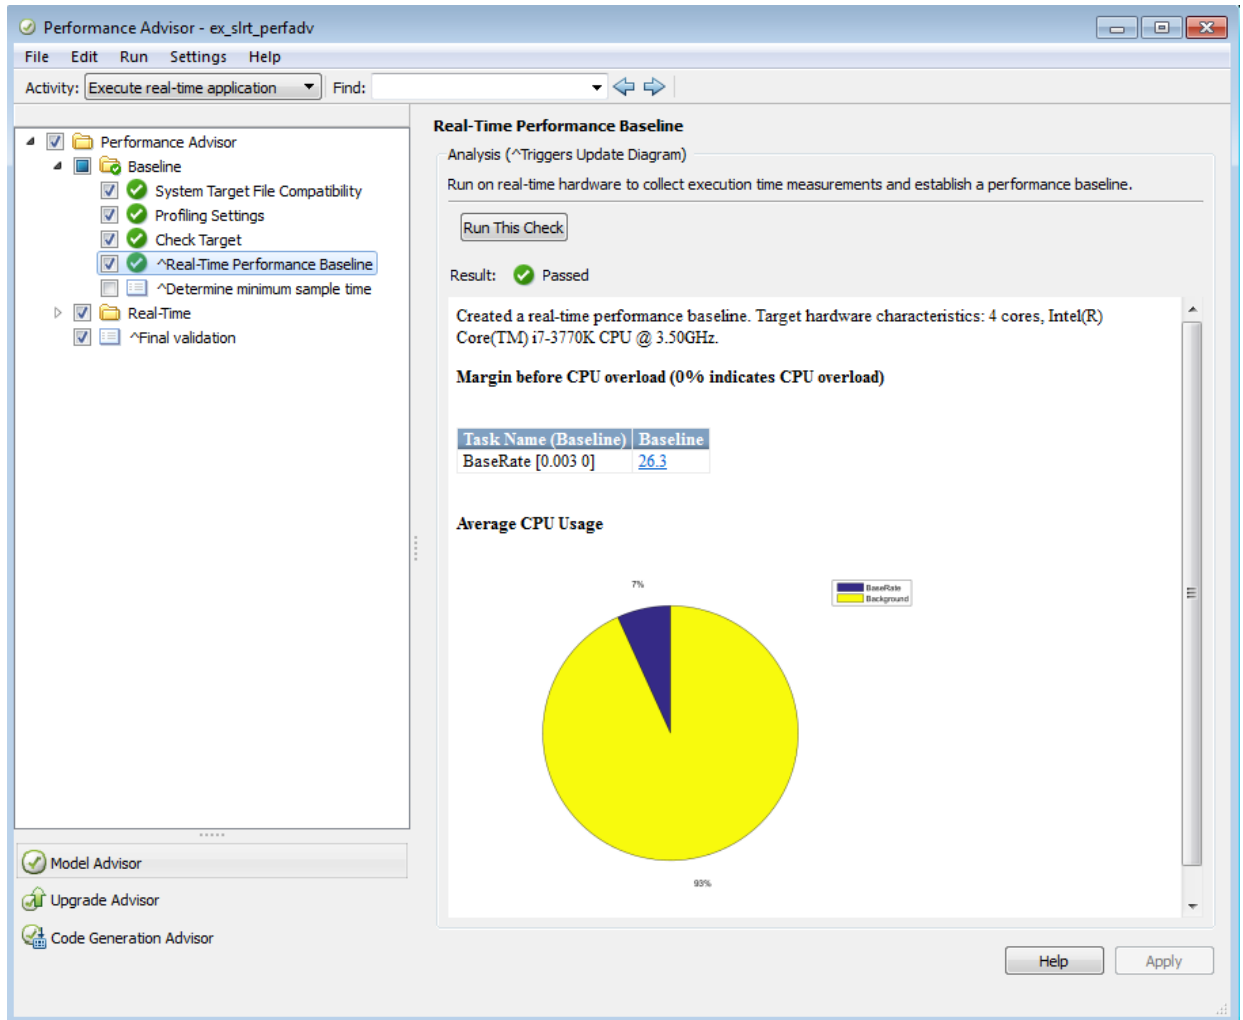 Performance Advisor - ex_slrt_perfadv
File Edit Run Settings Help
Activity: Execute real-time application Find:
Performance Advisor
Baseline
System Target File Compatibility
Profiling Settings
Check Target
^Real-Time Performance Baseline
^Determine minimum sample time
Real-Time
^Final validation
Model Advisor
Upgrade Advisor
Code Generation Advisor
Real-Time Performance Baseline
Analysis (^Triggers Update Diagram)
Run on real-time hardware to collect execution time measurements and establish a performance baseline.
Run This Check
Result: Passed
Created a real-time performance baseline. Target hardware characteristics: 4 cores, Intel(R)
Core(TM) i7-3770K CPU @ 3.50GHz.
Margin before CPU overload (0% indicates CPU overload)
Task Name (Baseline) Baseline
BaseRate [0.003 0] 26.3
Average CPU Usage
7%
BaseRate
Background
93%
Help Apply